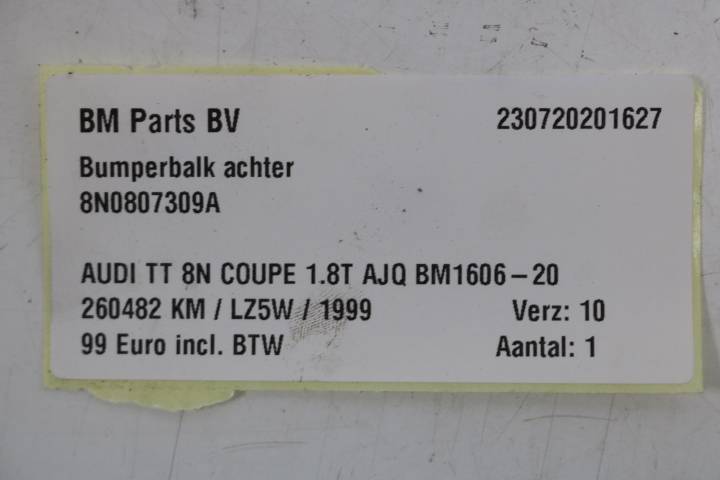 BM Parts BV 230720201627
Bumperbalk achter
8N0807309A
AUDI TT 8N COUPE 1.8T AJQ BM1606-20
260482 KM / LZ5W / 1999 Verz: 10
99 Euro incl. BTW Aantal: 1